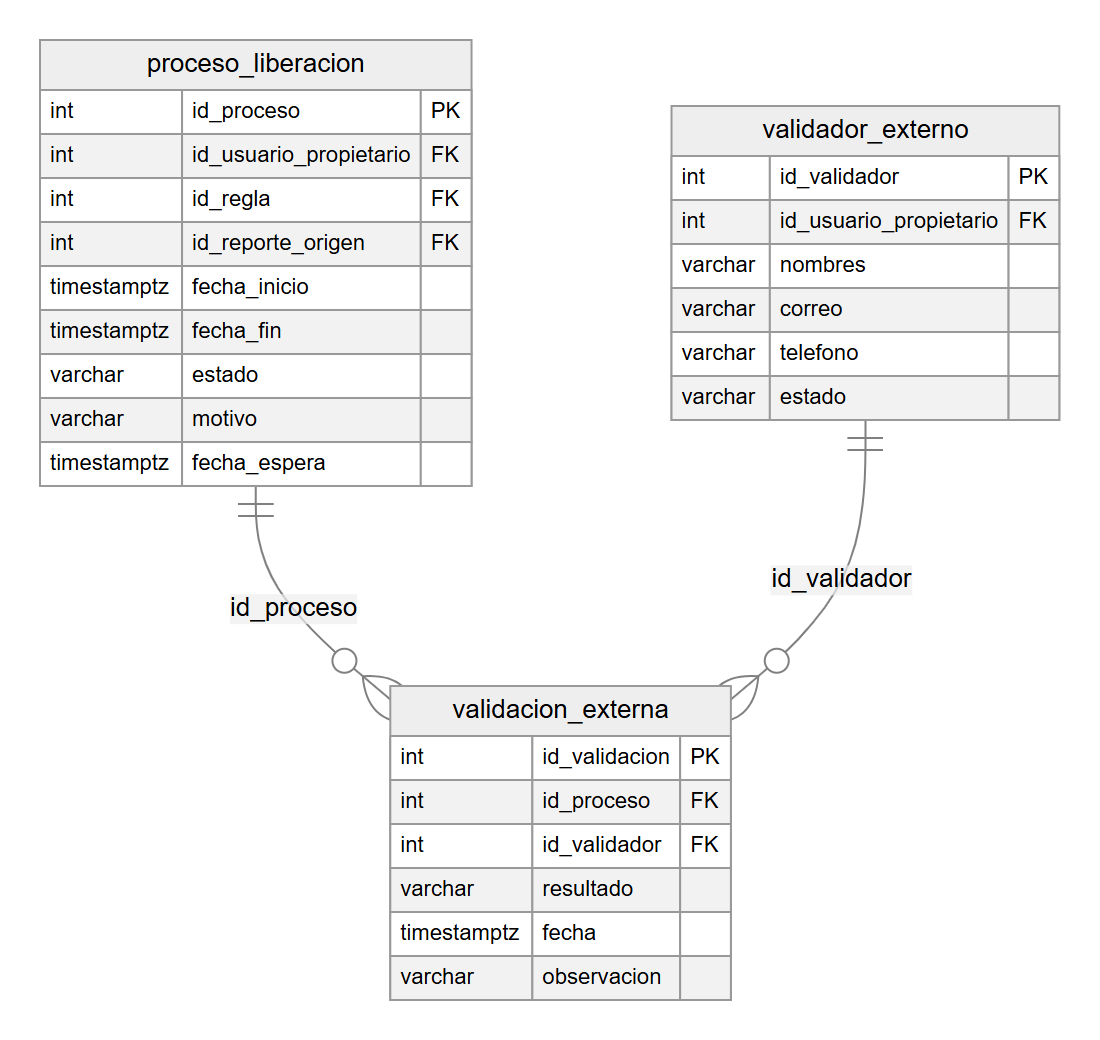 proceso_liberacion
int id_proceso PK
int id_usuario_propietario FK
int id_regla FK
int id_reporte_origen FK
timestamptz fecha_inicio
timestamptz fecha_fin
varchar estado
varchar motivo
timestamptz fecha_espera
validador_externo
int id_validador PK
int id_usuario_propietario FK
varchar nombres
varchar correo
varchar telefono
varchar estado
id_proceso
id_validador
validacion_externa
int id_validacion PK
int id_proceso FK
int id_validador FK
varchar resultado
timestamptz fecha
varchar observacion